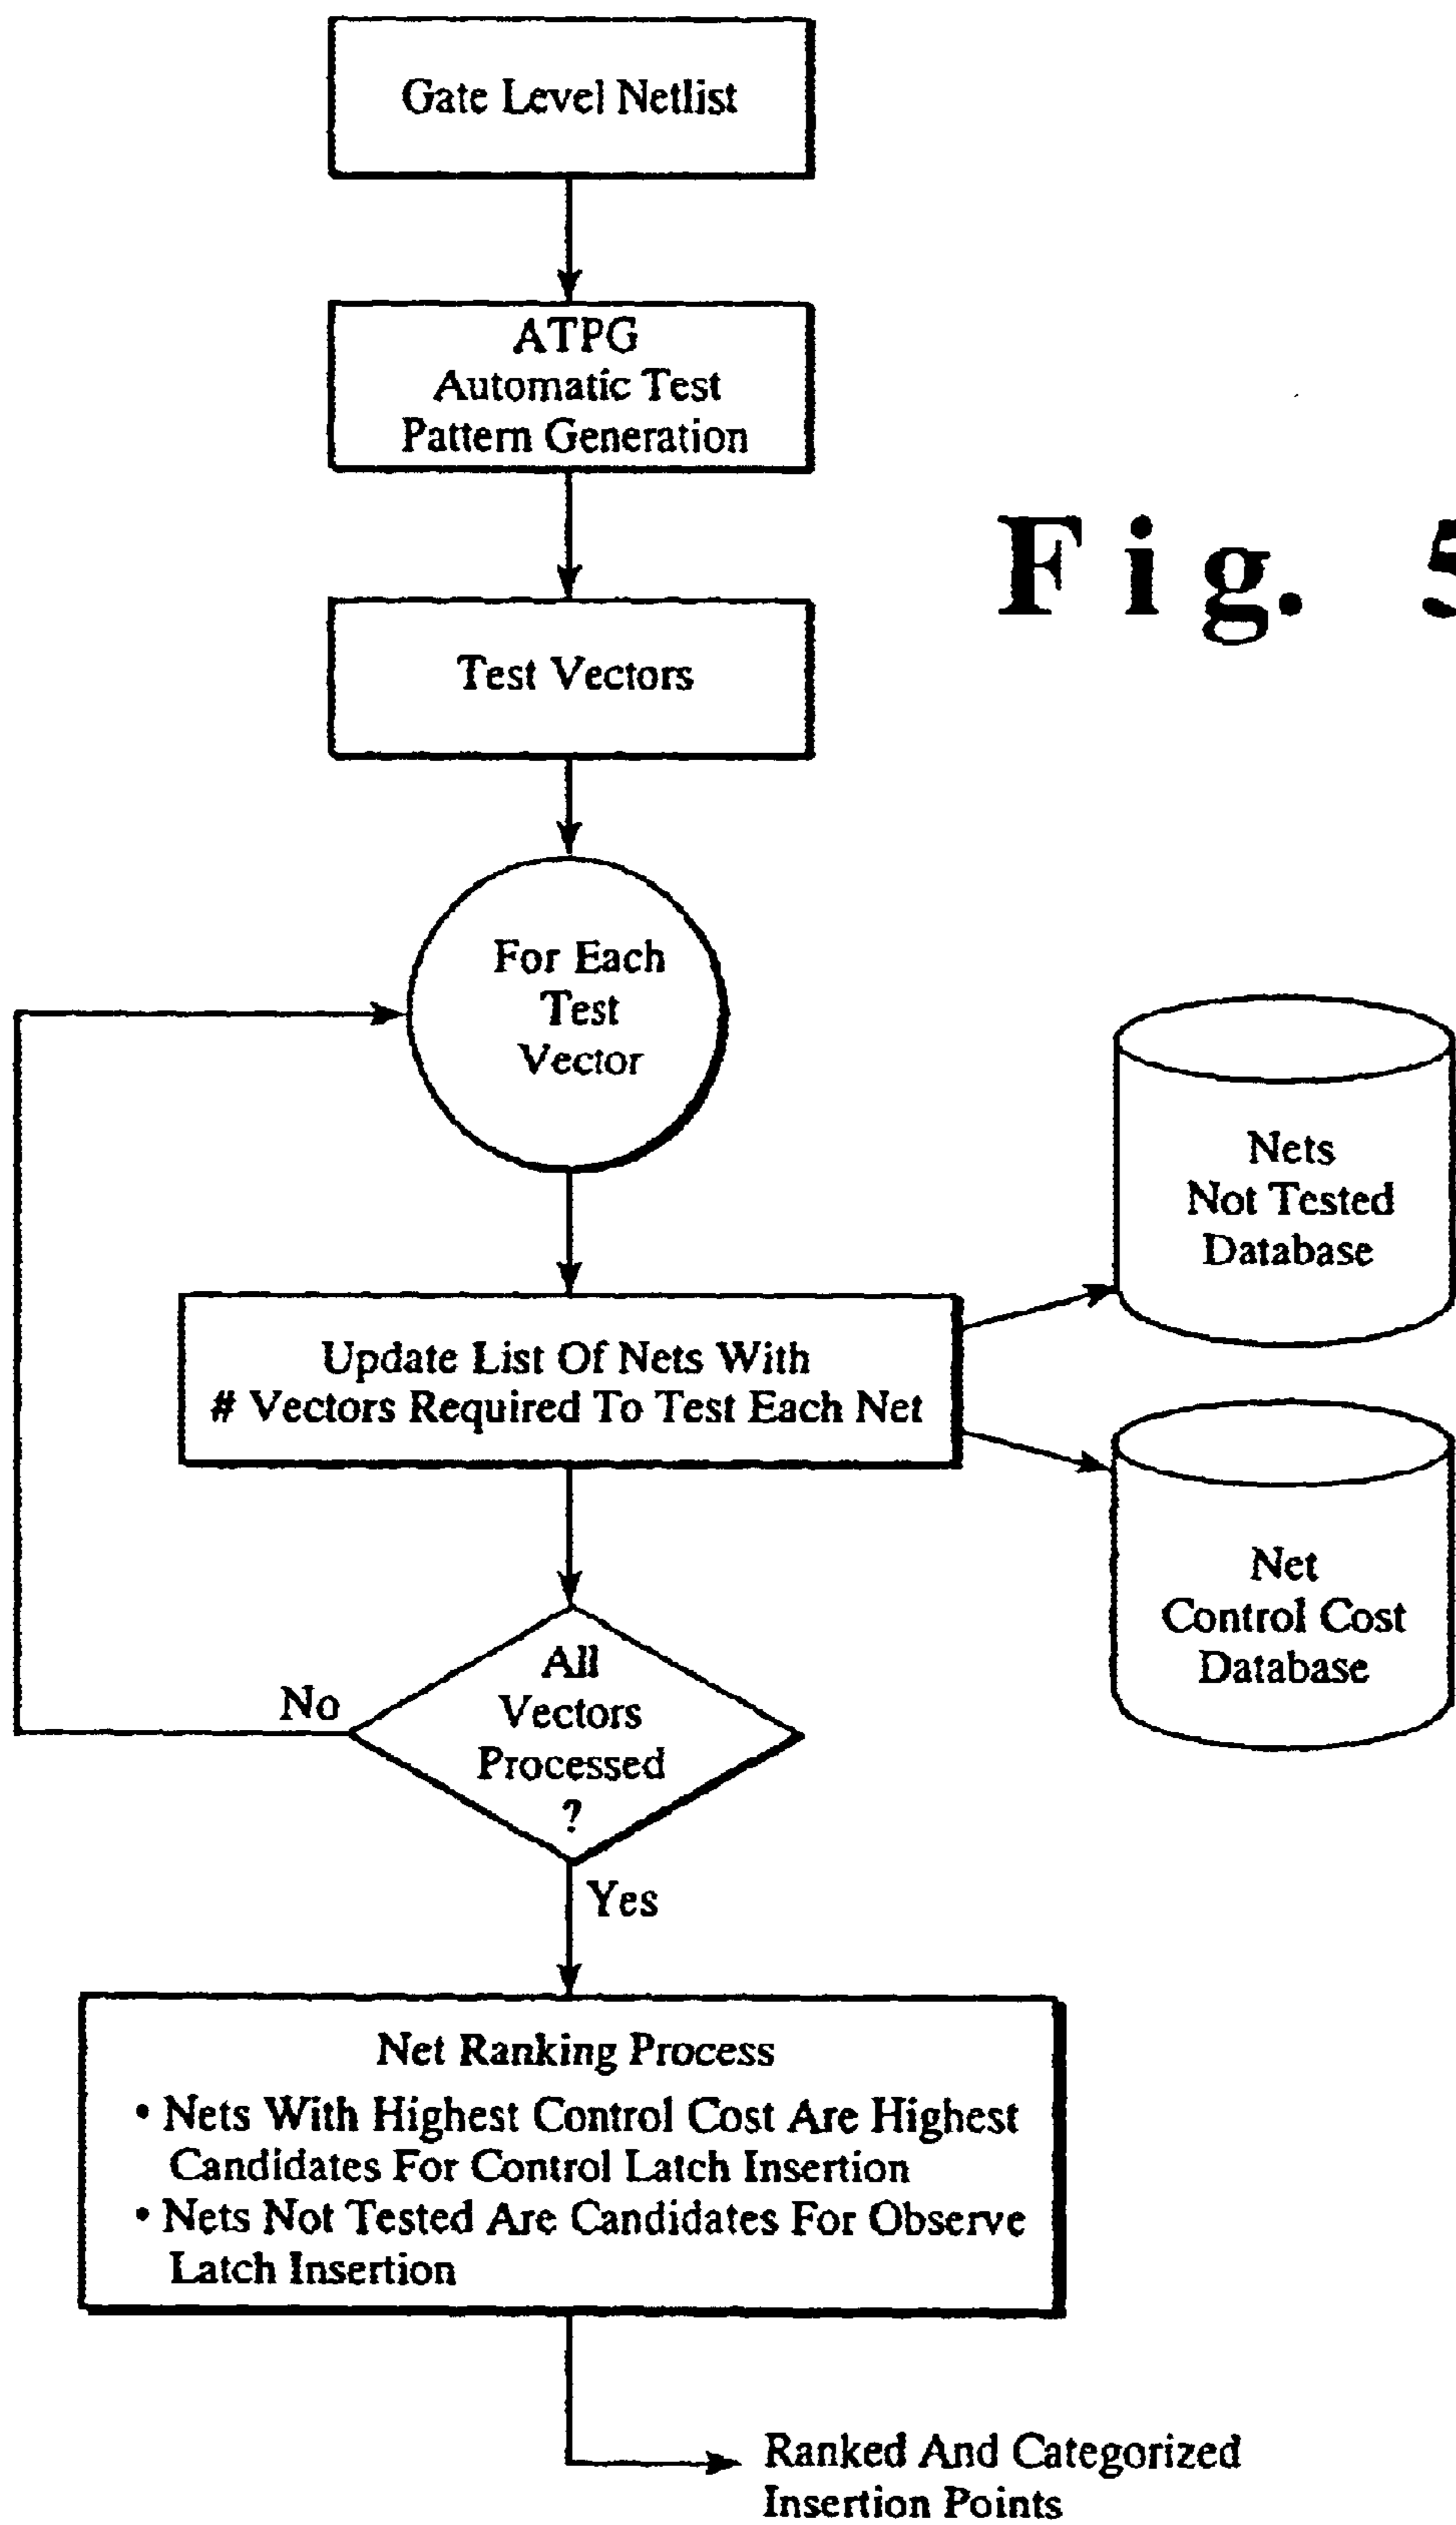 Gate Level Netlist
ATPG
Automatic Test
Pattern Generation
Fig. 5
Test Vectors
For Each
Test
Vector
Nets
Not Tested
Database
Update List Of Nets With
# Vectors Required To Test Each Net
Net
Control Cost
Database
All
Vectors
Processed
?
No
Yes
Net Ranking Process
• Nets With Highest Control Cost Are Highest
Candidates For Control Latch Insertion
• Nets Not Tested Are Candidates For Observe
Latch Insertion
Ranked And Categorized
Insertion Points